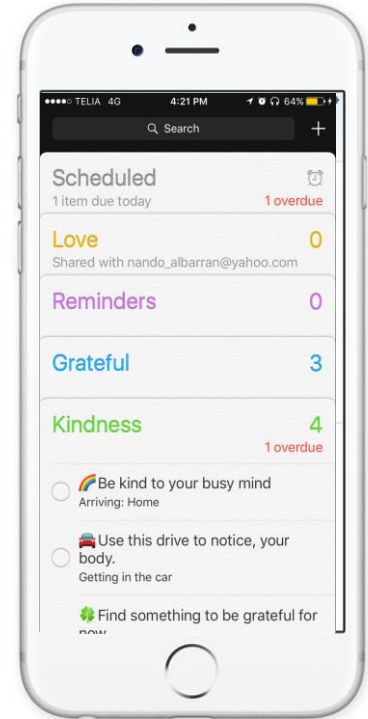 TELIA 4G 4:21 PM 64%
Search +
Scheduled
1 item due today 1 overdue
Love 0
Shared with nando_albarran@yahoo.com
Reminders 0
Grateful 3
Kindness 4
1 overdue
🌈Be kind to your busy mind
Arriving: Home
🚘Use this drive to notice, your
body.
Getting in the car
🍀Find something to be grateful for
now